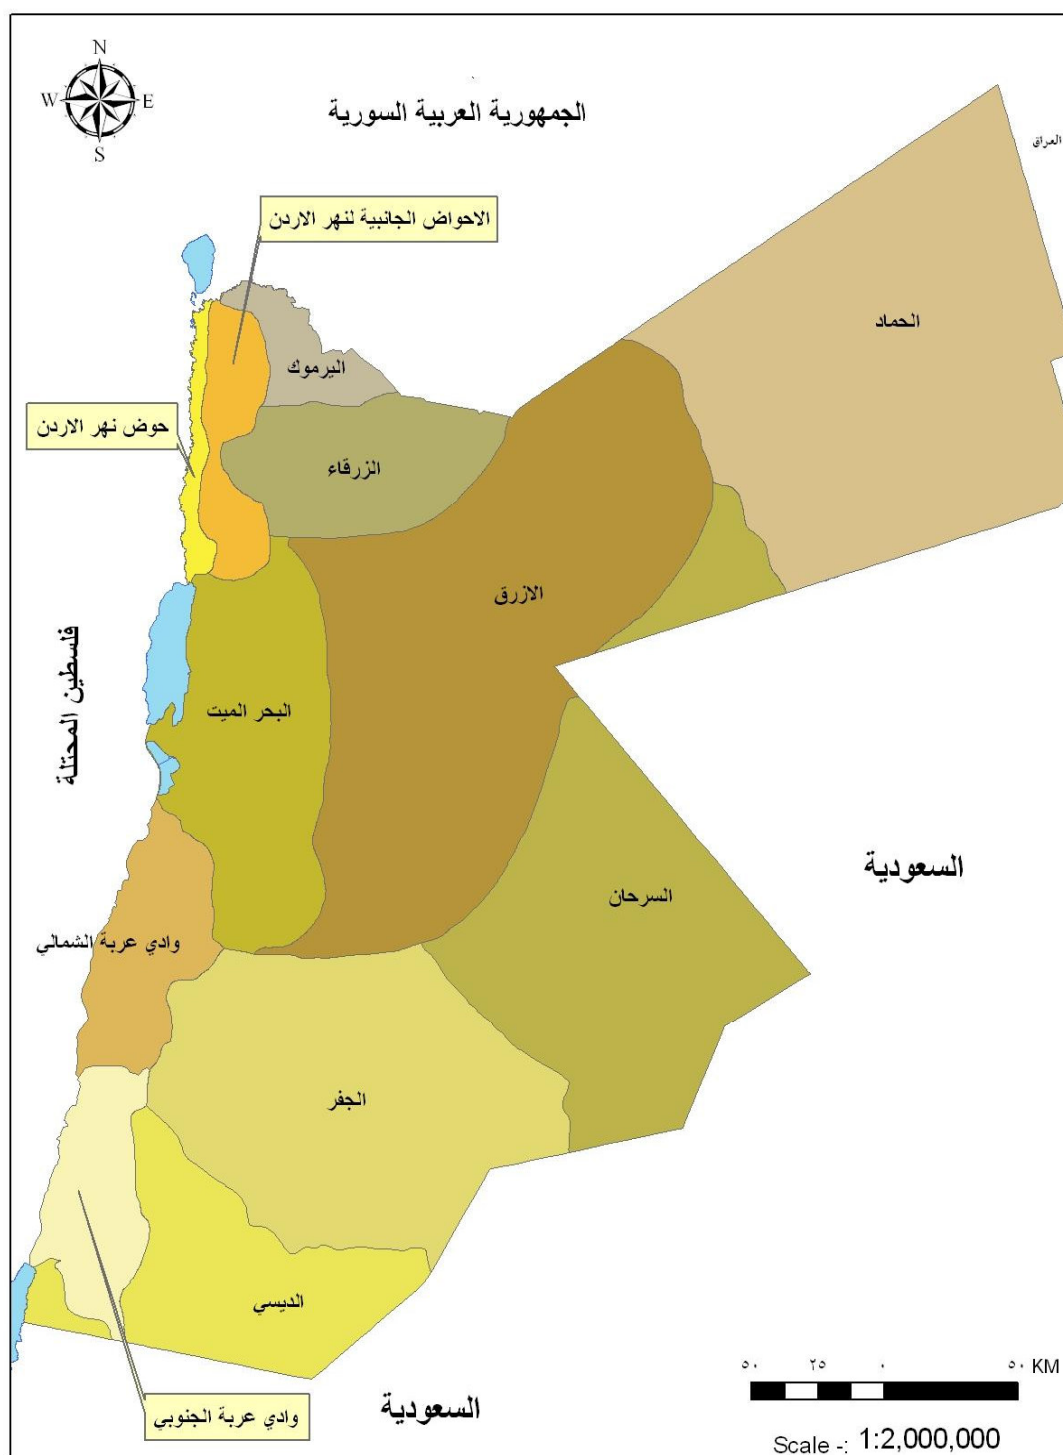 N
W E
S
الجمهورية العربية السورية
العراق
الاحواض الجانبية لنهر الاردن
الحماد
اليرموك
حوض نهر الاردن
الزرقاء
الازرق
فلسطين المحتلة
البحر الميت
السعودية
السرحان
وادي عربة الشمالي
الجفر
الديسي
وادي عربة الجنوبي
السعودية
٥٠ ٢٥ ٠ ٥٠ KM
Scale -: 1:2,000,000